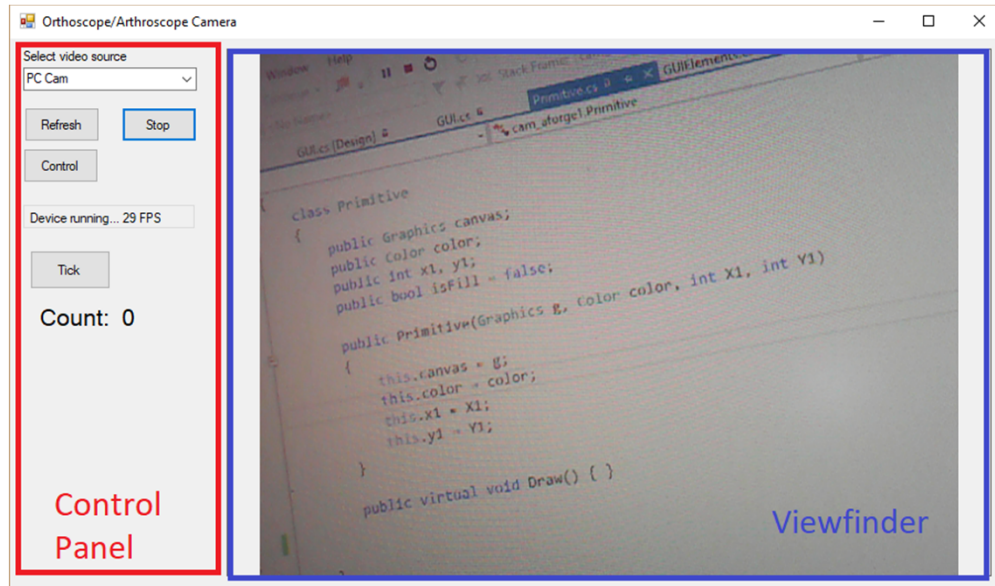 Orthoscope/Arthroscope Camera
Select video source
PC Cam
Refresh
Stop
Control
Device running... 29 FPS
Tick
Count: 0
Control
Panel
Window Help
Stack Frame:
Primitive.cs
GUIElement.c
GUI.cs [Design]
GUI.cs
cam_aforge1.Primitive
class Primitive
{
public Graphics canvas;
public Color color;
public int x1, y1;
public bool isFill = false;
public Primitive(Graphics g, Color color, int X1, int Y1)
{
this.canvas = g;
this.color = color;
this.x1 = X1;
this.y1 = Y1;
}
public virtual void Draw() { }
Viewfinder